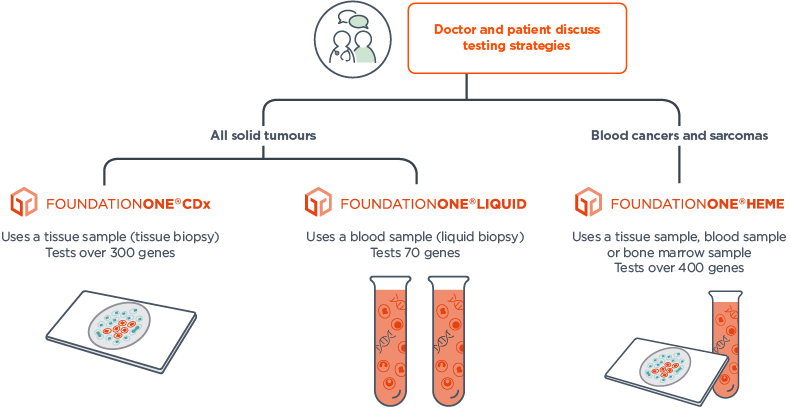 Doctor and patient discuss
testing strategies
All solid tumours
Blood cancers and sarcomas
FOUNDATIONONE®CDx
FOUNDATIONONE®LIQUID
FOUNDATIONONE®HEME
Uses a tissue sample (tissue biopsy)
Tests over 300 genes
Uses a blood sample (liquid biopsy)
Tests 70 genes
Uses a tissue sample, blood sample
or bone marrow sample
Tests over 400 genes